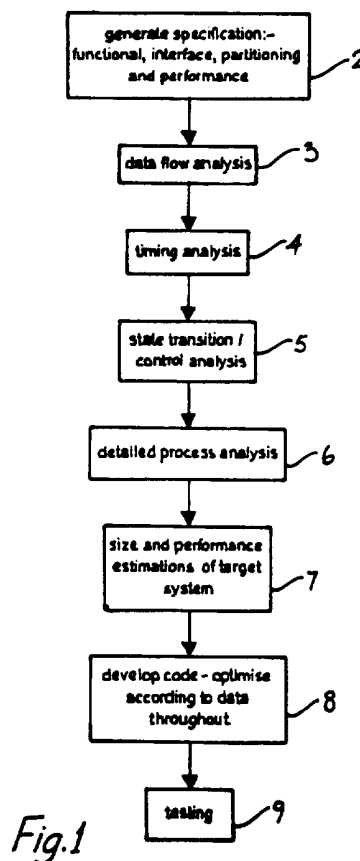 generate specification:-
functional, interface, partitioning
and performance
2
data flow analysis
3
timing analysis
4
state transition /
control analysis
5
detailed process analysis
6
size and performance
estimations of target
system
7
develop code - optimise
according to data
throughout.
8
testing
9
Fig.1